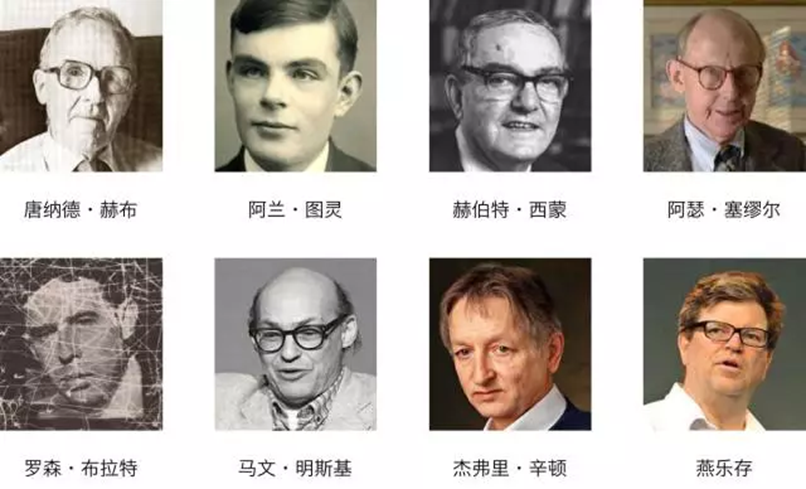 唐纳德・赫布
阿兰・图灵
赫伯特・西蒙
阿瑟・塞缪尔
罗森・布拉特
马文・明斯基
杰弗里・辛顿
燕乐存